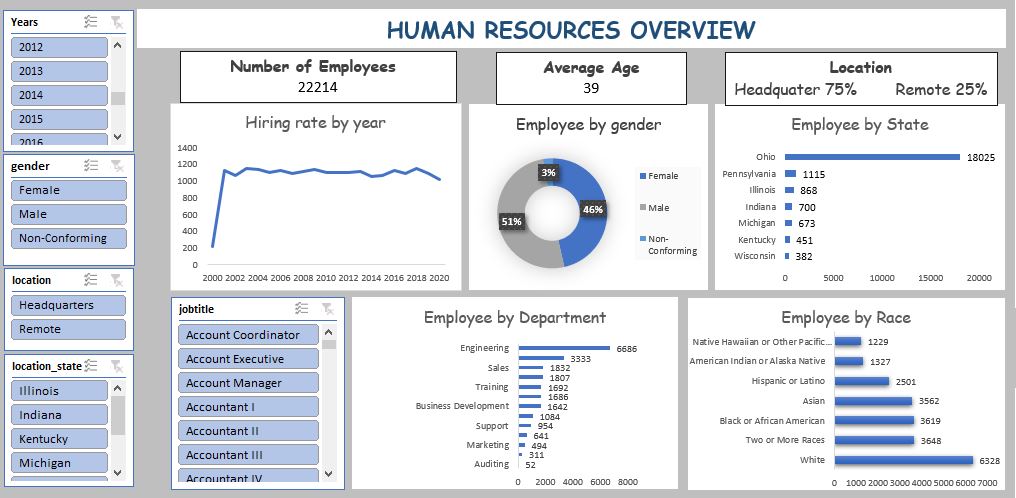 HUMAN RESOURCES OVERVIEW
Years
2012
2013
2014
2015
2016
gender
Female
Male
Non-Conforming
location
Headquarters
Remote
location_state
Illinois
Indiana
Kentucky
Michigan
Number of Employees
22214
Average Age
39
Location
Headquater 75% Remote 25%
Hiring rate by year
1400
1200
1000
800
600
400
200
0
2000 2002 2004 2006 2008 2010 2012 2014 2016 2018 2020
Employee by gender
3%
51%
46%
Female
Male
Non-
Conforming
Employee by State
Ohio 18025
Pennsylvania 1115
Illinois 868
Indiana 700
Michigan 673
Kentucky 451
Wisconsin 382
0 5000 10000 15000 20000
jobtitle
Account Coordinator
Account Executive
Account Manager
Accountant I
Accountant II
Accountant III
Accountant IV
Employee by Department
Engineering 6686
3333
Sales 1832
1807
Training 1692
1686
Business Development 1642
1084
Support 954
641
Marketing 494
311
Auditing 52
0 2000 4000 6000 8000
Employee by Race
Native Hawaiian or Other Pacific... 1229
American Indian or Alaska Native 1327
Hispanic or Latino 2501
Asian 3562
Black or African American 3619
Two or More Races 3648
White 6328
0 1000 2000 3000 4000 5000 6000 7000